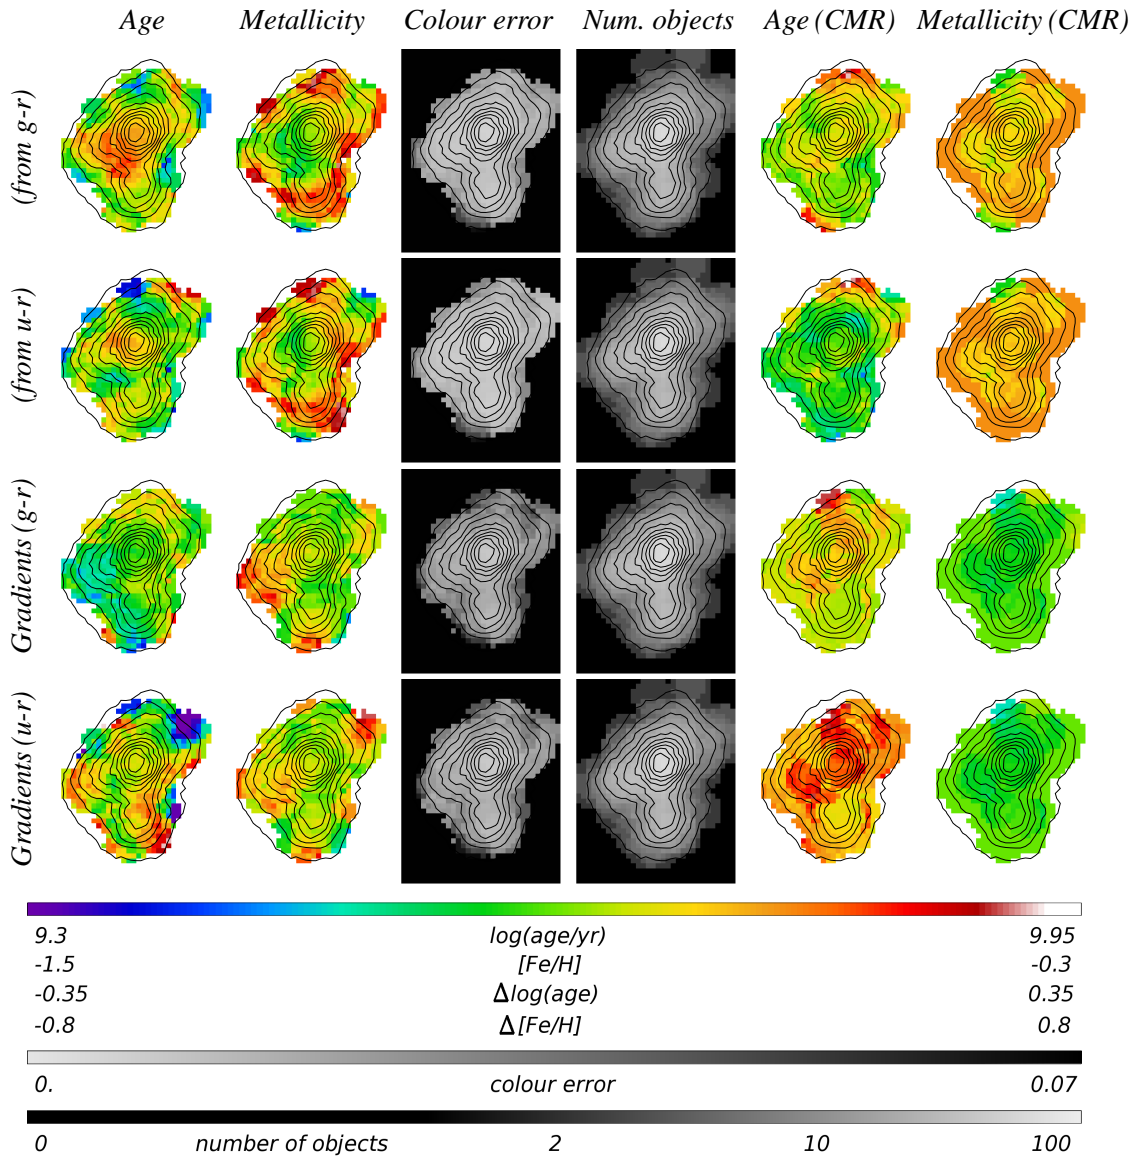 Age Metallicity Colour error Num. objects Age (CMR) Metallicity (CMR)
(from g-r)
(from u-r)
Gradients (g-r)
Gradients (u-r)
9.3 log(age/yr) 9.95
-1.5 [Fe/H] -0.3
-0.35 Δlog(age) 0.35
-0.8 Δ[Fe/H] 0.8
0. colour error 0.07
0 number of objects 2 10 100